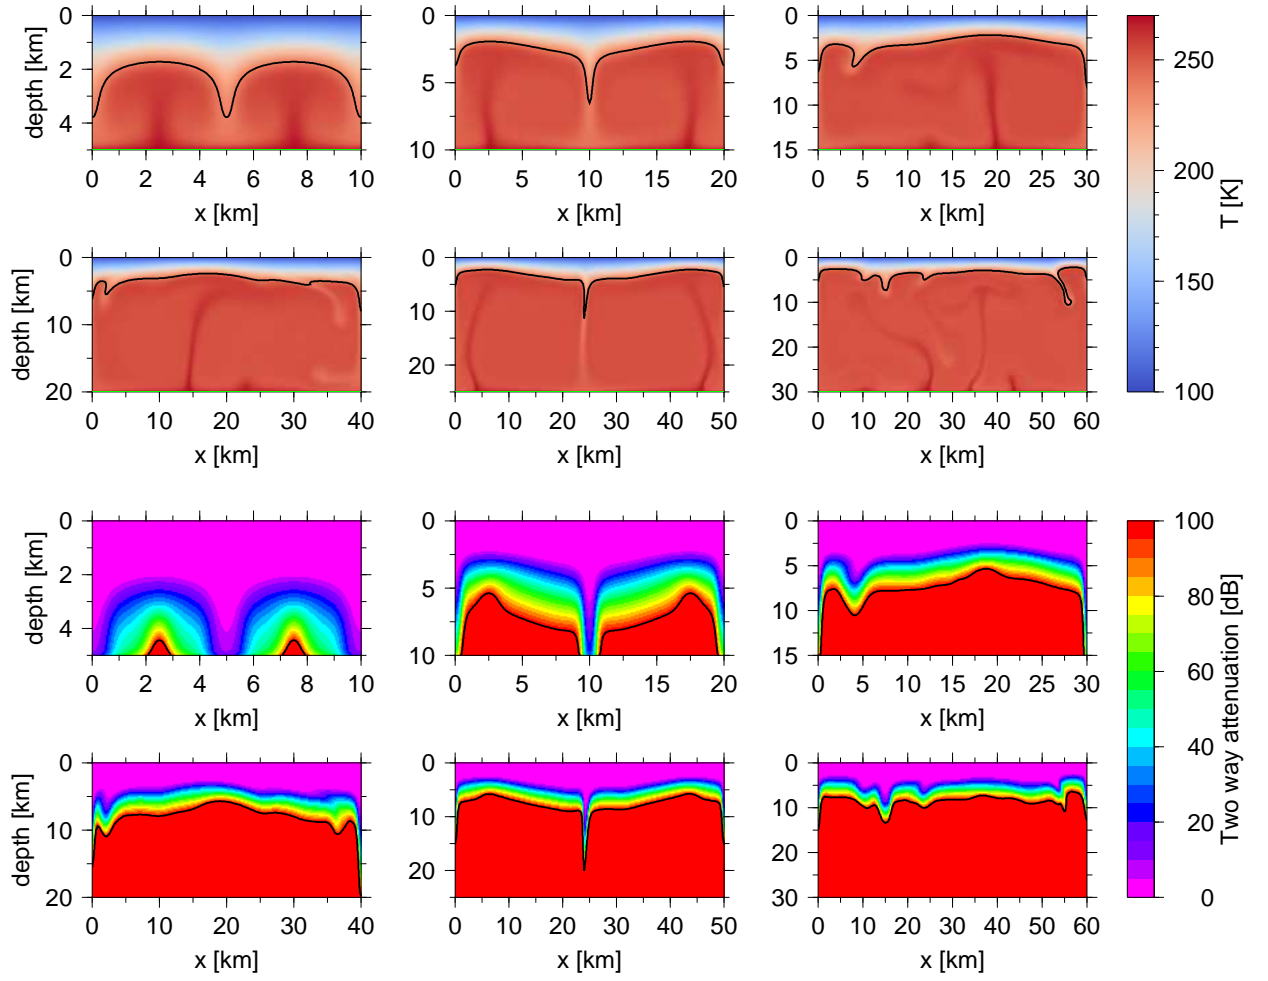 0 0 0
depth [km] 2 5 5 250
4 10
10 15
0 2 4 6 8 10 0 5 10 15 20 0 5 10 15 20 25 30
x [km] x [km] x [km] 200 T [K]
0 0 0
depth [km] 10 10 10 150
20 20
20 30 100
0 10 20 30 40 0 10 20 30 40 50 0 10 20 30 40 50 60
x [km] x [km] x [km]
0 0 0 100
depth [km] 2 5 5
4 10 80
10 15
0 2 4 6 8 10 0 5 10 15 20 0 5 10 15 20 25 30 60
x [km] x [km] x [km] Two way attenuation [dB]
0 0 0 40
depth [km] 10 10 10 20
20 20
20 30 0
0 10 20 30 40 0 10 20 30 40 50 0 10 20 30 40 50 60
x [km] x [km] x [km]